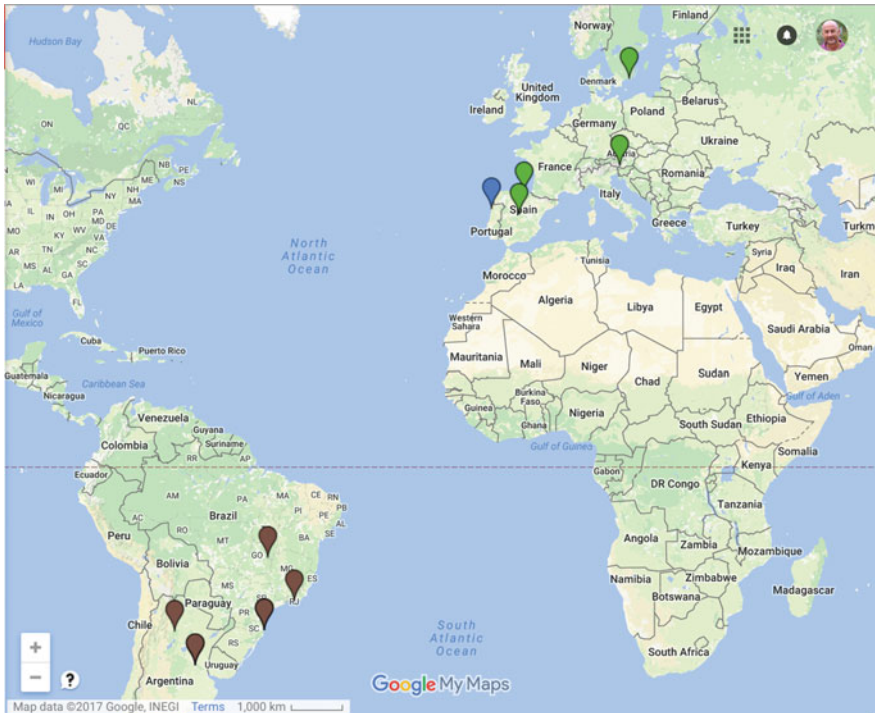 Hudson Bay
Norway
Finland
Denmark
United
Kingdom
Ireland
Poland
Belarus
Germany
Ukraine
Austria
France
Romania
Italy
Spain
Portugal
Greece
Turkey
Turkm
Syria
Iraq
Iran
Tunisia
Morocco
Algeria
Libya
Egypt
Western
Sahara
Saudi Arabia
Oman
Mauritania
Mali
Niger
Chad
Sudan
Yemen
Gulf of Aden
Burkina
Faso
Guinea
Ghana
Nigeria
South Sudan
Ethiopia
Somalia
Gulf of Guinea
Gabon
Kenya
DR Congo
Tanzania
Angola
Zambia
Mozambique
Namibia
Zimbabwe
Botswana
Madagascar
South Africa
North
Atlantic
Ocean
South
Atlantic
Ocean
NL
ON
QC
NB
PE
NS
ME
VT
NH
MA
NY
MI
WI
IA
IL
IN
OH
PA
MD
DE
NJ
WV
VA
KY
NC
TN
SC
MO
AR
MS
AL
GA
LA
FL
Gulf of
Mexico
Cuba
Puerto Rico
Guatemala
Caribbean Sea
Nicaragua
Venezuela
Guyana
Suriname
Colombia
Ecuador
RR
AP
AM
PA
MA
CE
RN
PB
PI
PE
AL
SE
AC
RO
Brazil
MT
BA
GO
Peru
Bolivia
MG
ES
MS
SP
RJ
Paraguay
PR
SC
Chile
RS
Uruguay
Argentina
+
−
?
Google My Maps
Map data ©2017 Google, INEGI Terms 1,000 km